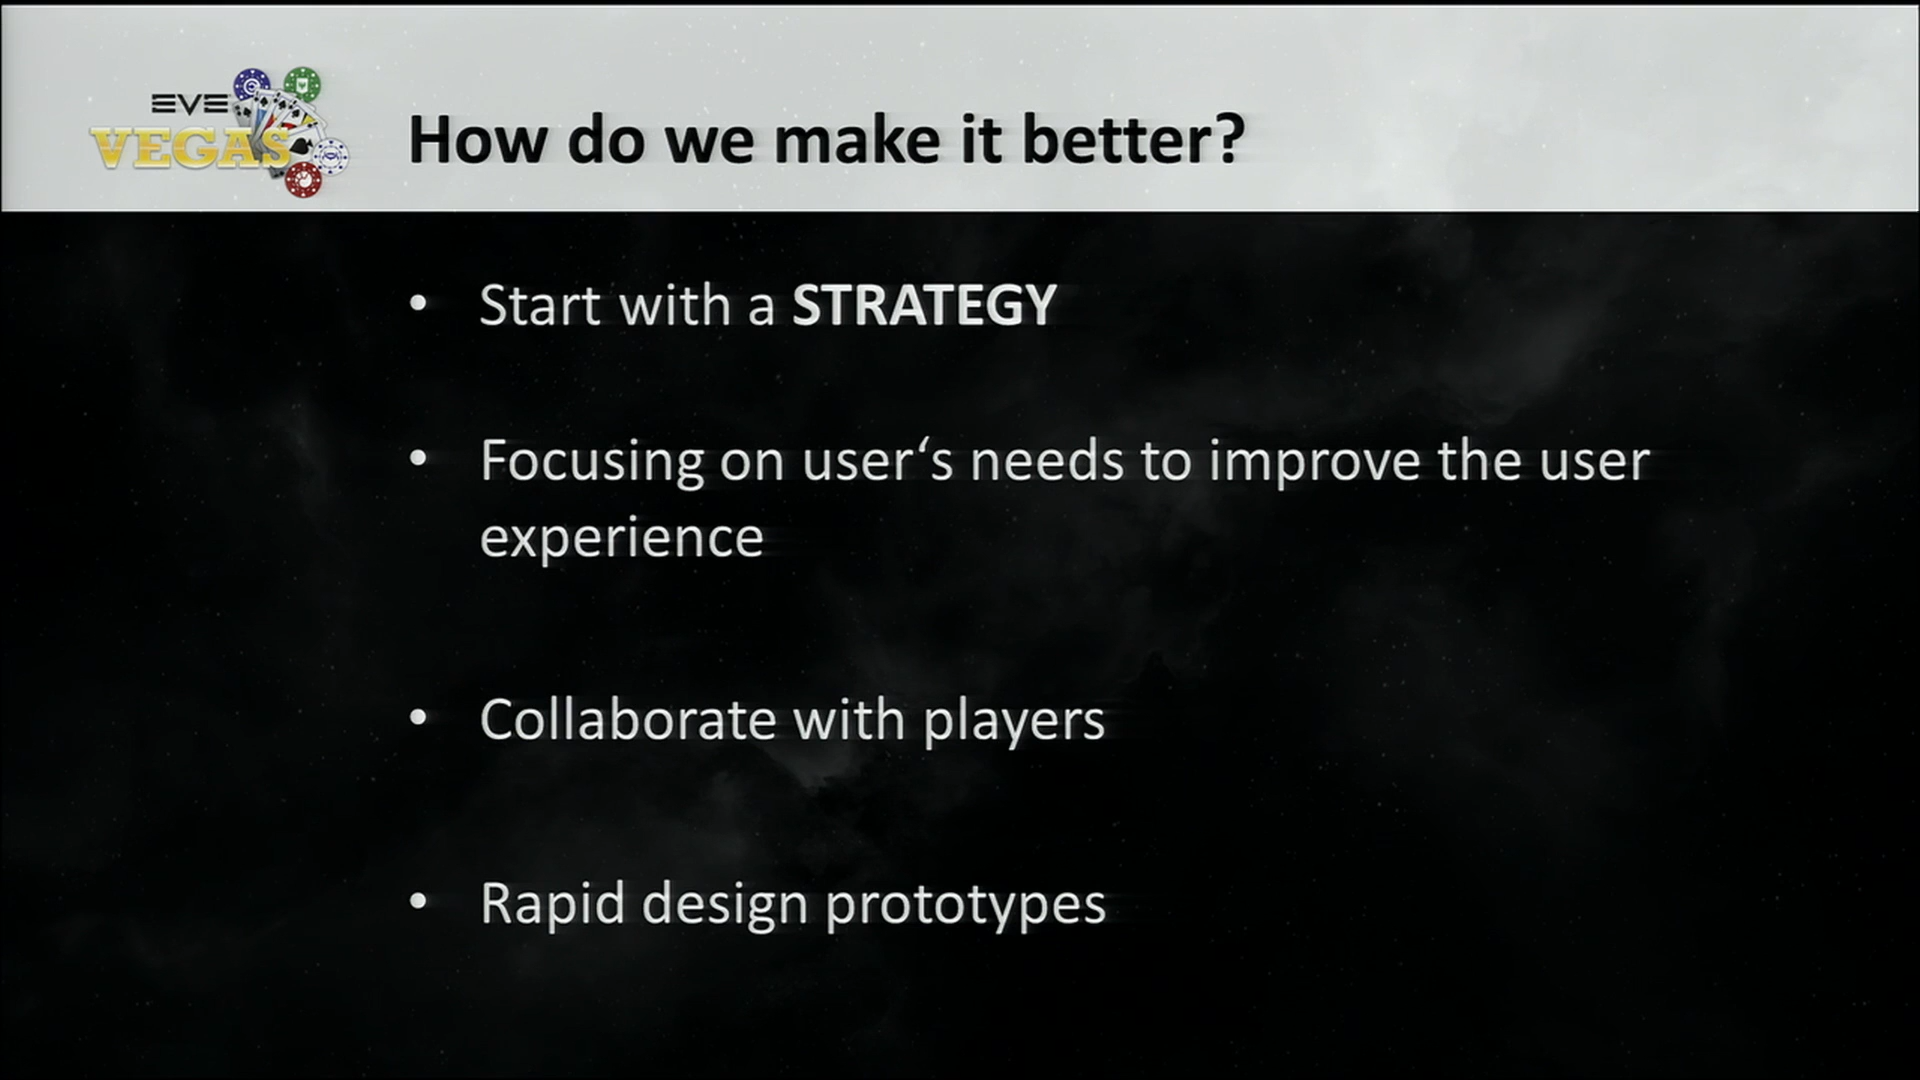 EVE
VEGAS
How do we make it better?
• Start with a STRATEGY
• Focusing on user‘s needs to improve the user
experience
• Collaborate with players
• Rapid design prototypes